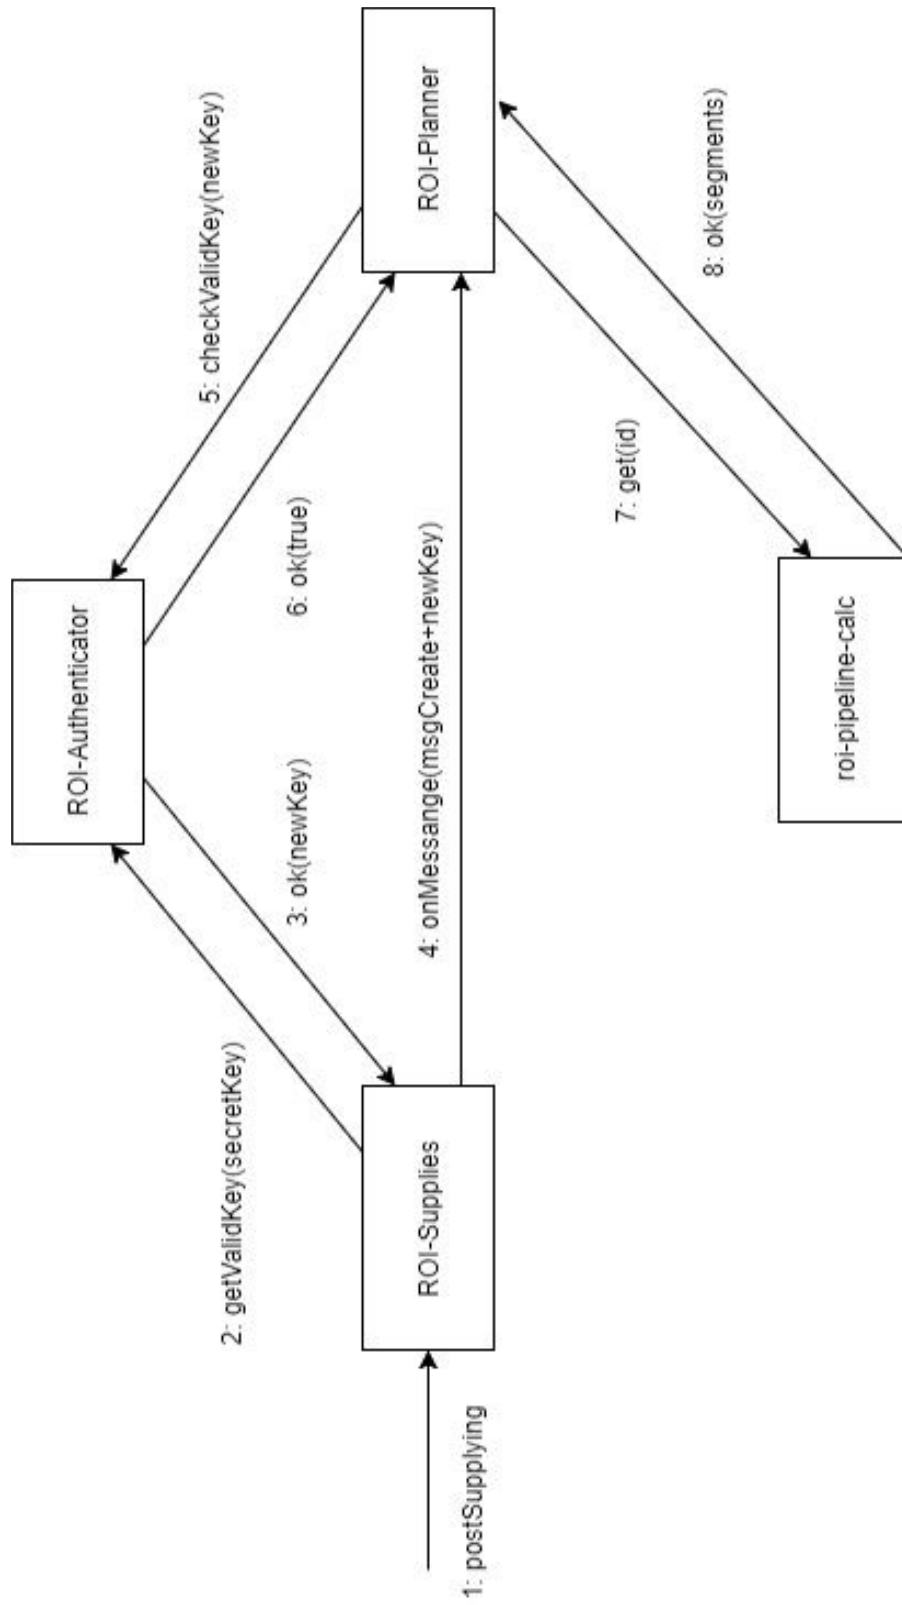 ROI-Authenticator
2: getValidKey(secretKey)
3: ok(newKey)
6: ok(true)
5: checkValidKey(newKey)
1: postSupplying
ROI-Supplies
4: onMessange(msgCreate+newKey)
ROI-Planner
7: get(id)
8: ok(segments)
roi-pipeline-calc